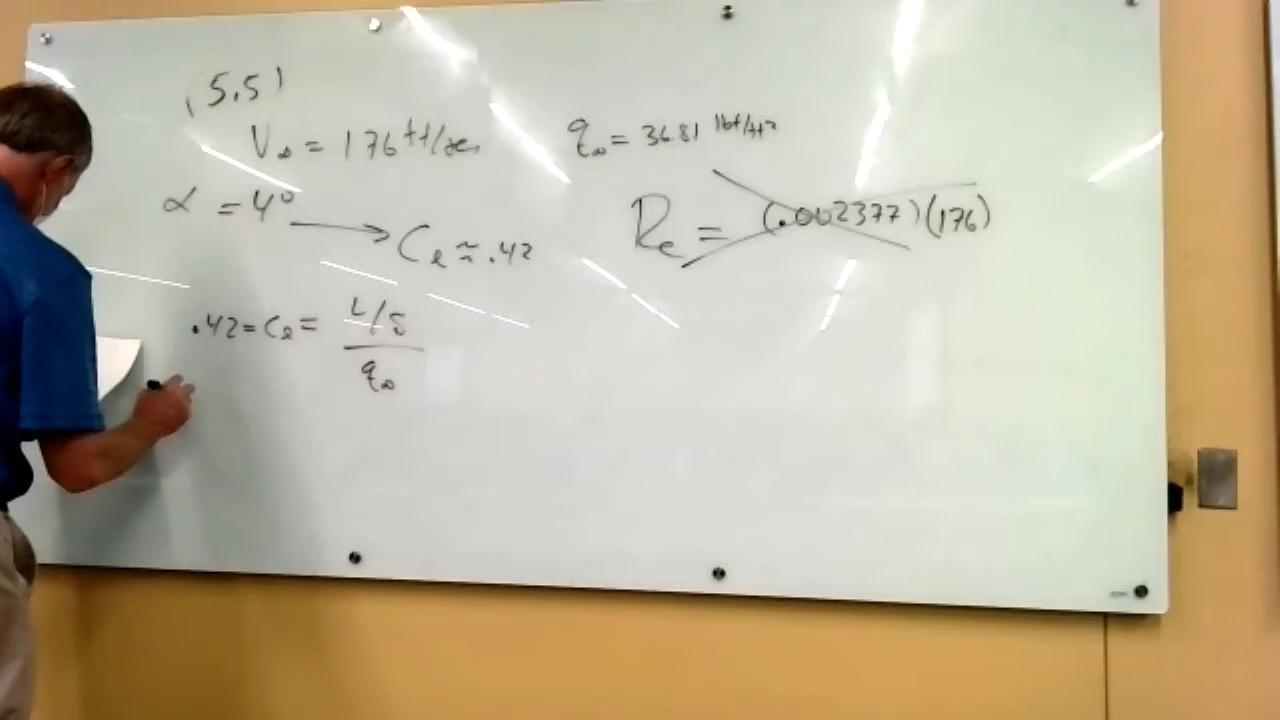 (5.5)
V∞ = 176 ft/sec
q∞ = 36.81 lbf/ft²
α = 4° → Cℓ ≈ .42
Re = (.002377)(176)
.42 = Cℓ = L/S
q∞